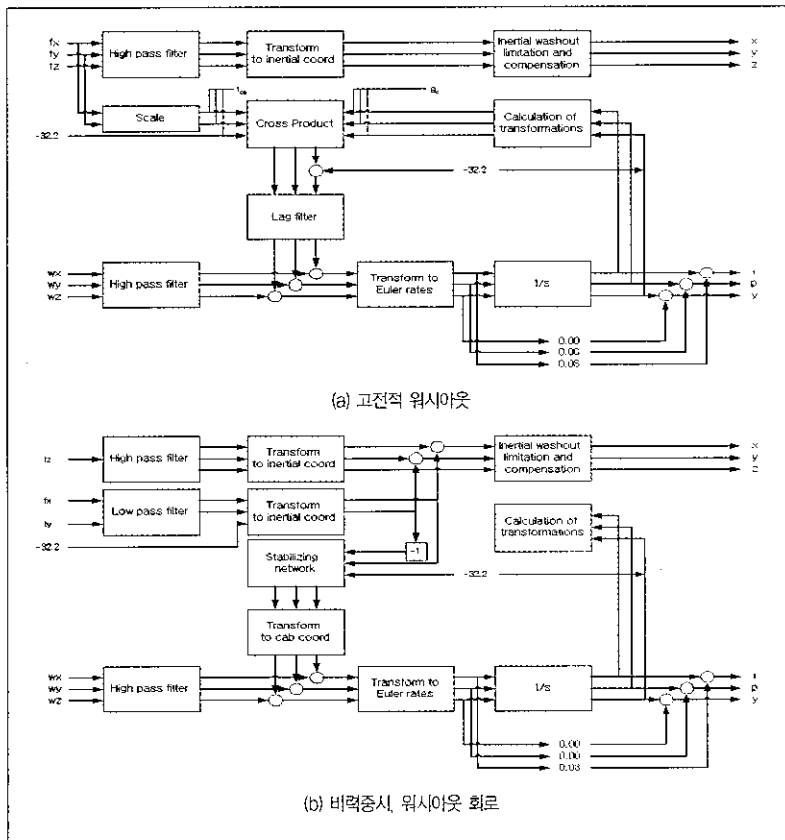 fx
fy
fz
High pass filter
Transform
to inertial coord
Inertial washout
limitation and
compensation
x
y
z
Scale
Cross Product
Calculation of
transformations
-32.2
-32.2
Lag filter
wx
wy
wz
High pass filter
Transform to
Euler rates
1/s
r
p
y
0.00
(a) 고전적 워시아웃
fz
High pass filter
Transform
to inertial coord
Inertial washout
limitation and
compensation
x
y
z
fx
fy
Low pass filter
Transform
to inertial coord
Calculation of
transformations
-32.2
-1
Stabilizing
network
-32.2
Transform
to cab coord
wx
wy
wz
High pass filter
Transform to
Euler rates
1/s
r
p
y
0.00
0.00
0.03
(b) 비력중시, 워시아웃 회로